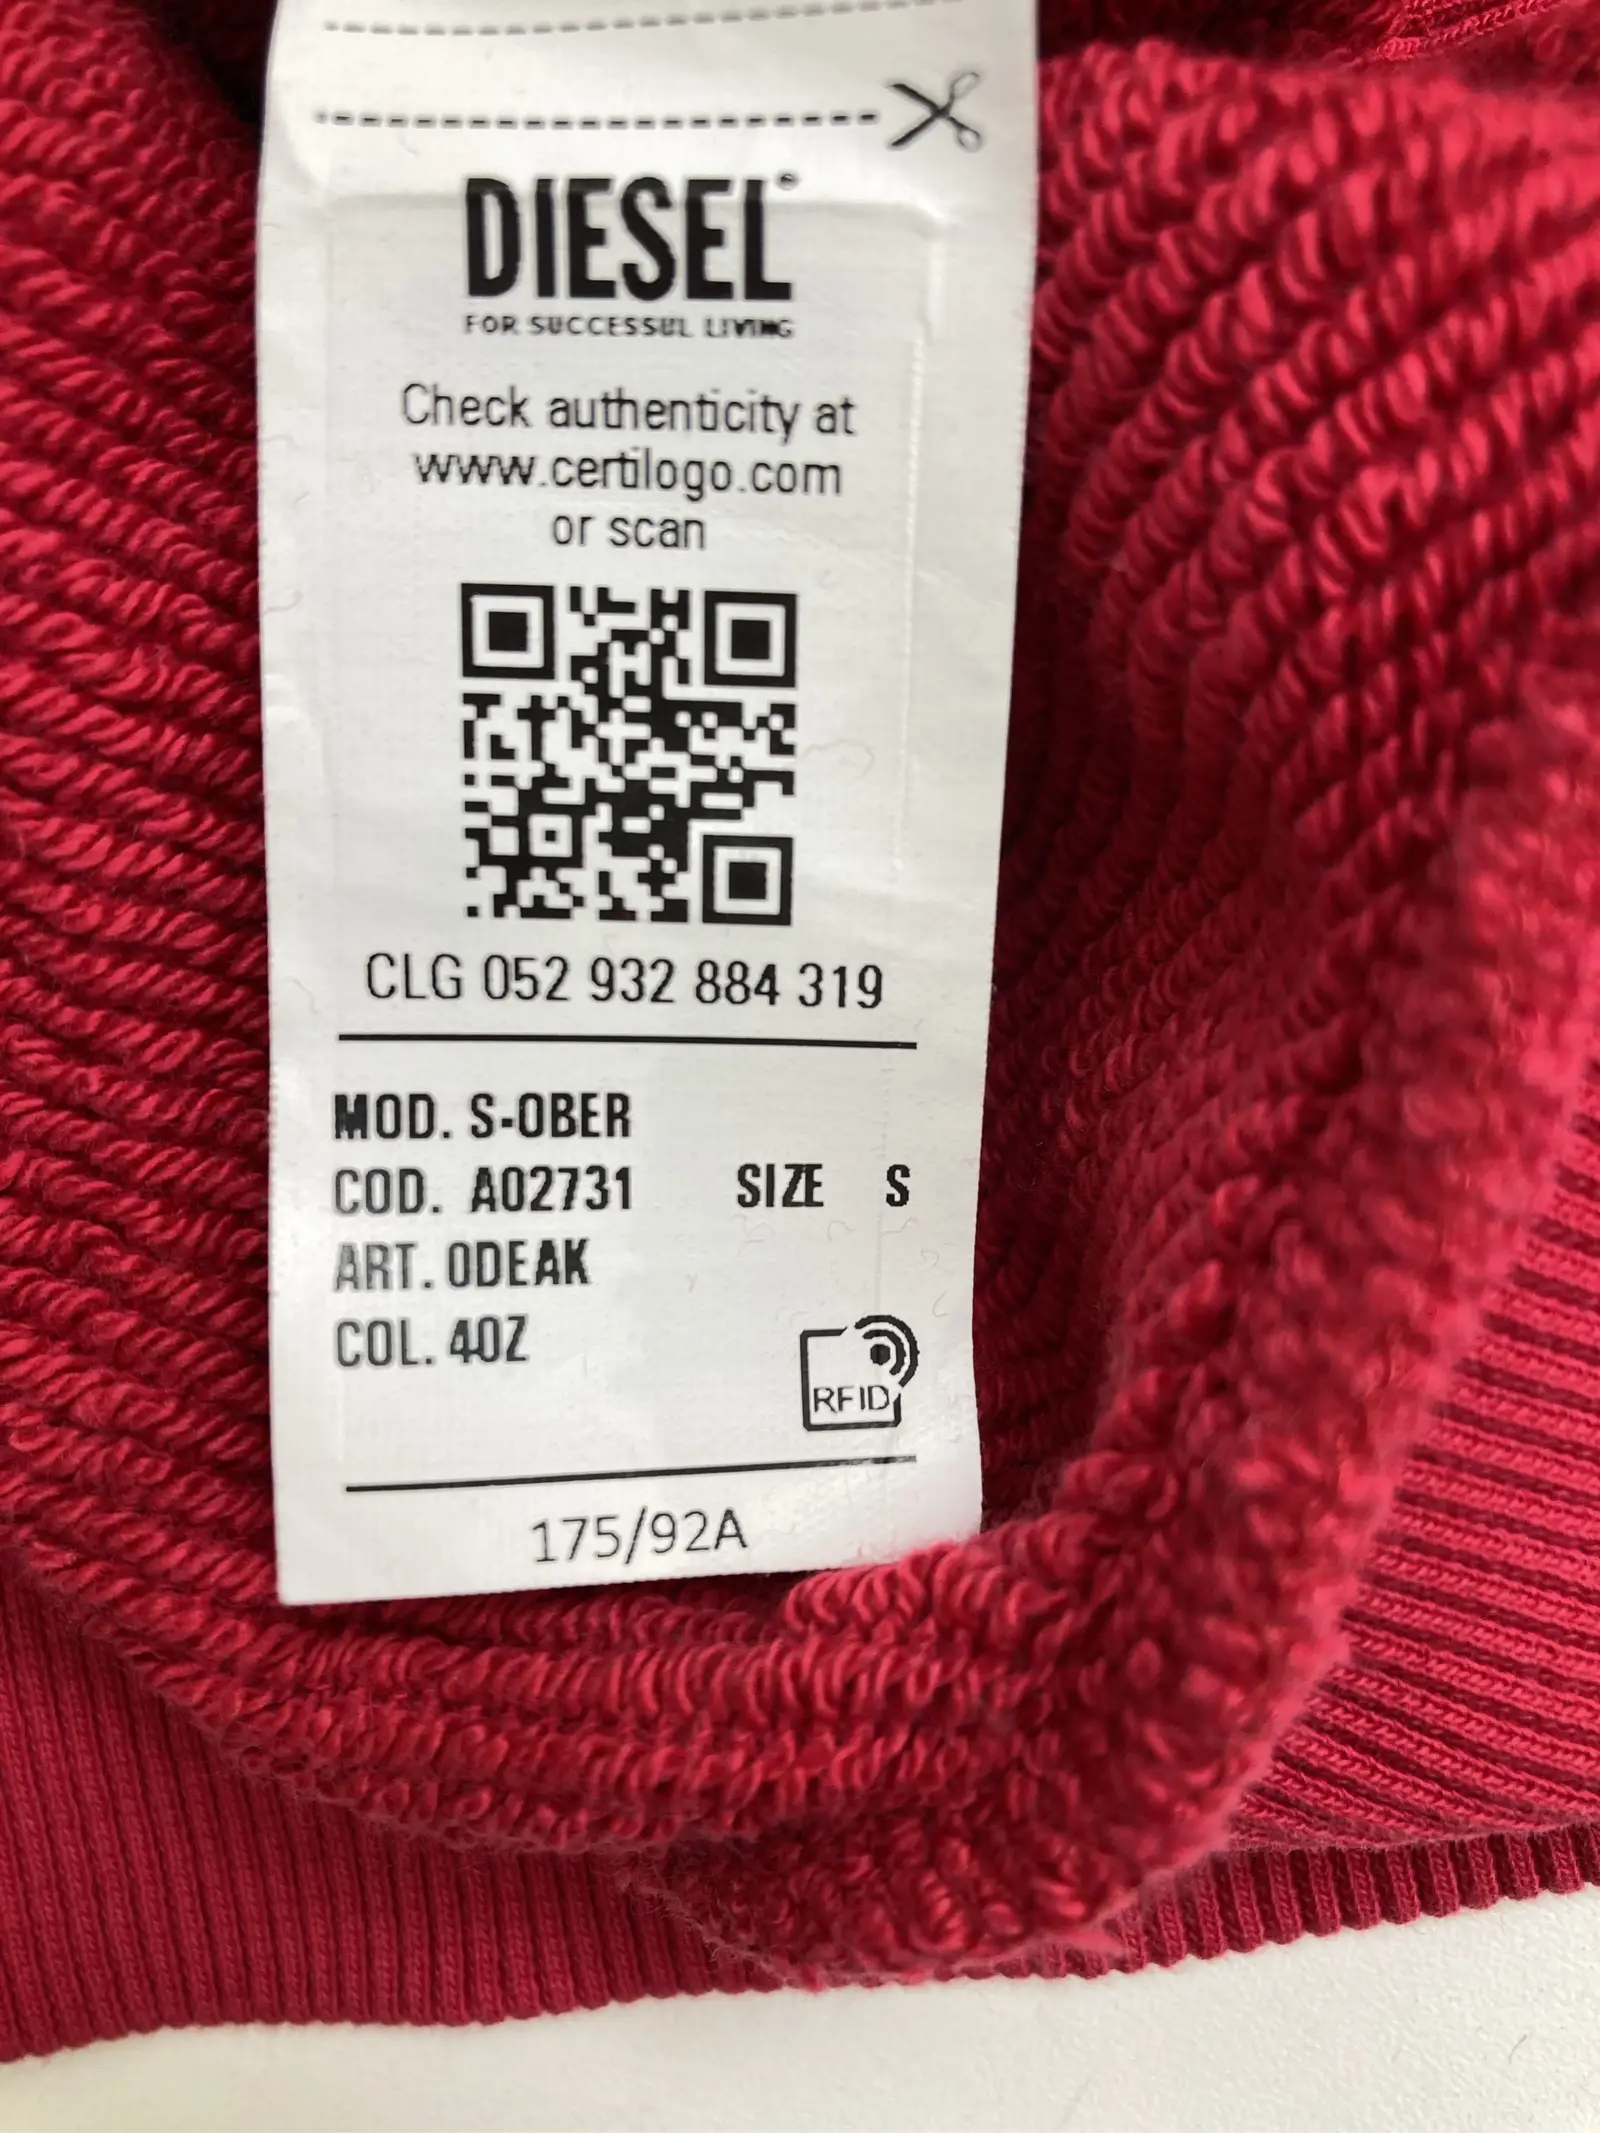 DIESEL
FOR SUCCESSUL LIVING
Check authenticity at
www.certilogo.com
or scan
CLG 052 932 884 319
MOD. S-OBER
COD. A02731 SIZE S
ART. 0DEAK
COL. 40Z
RFID
175/92A